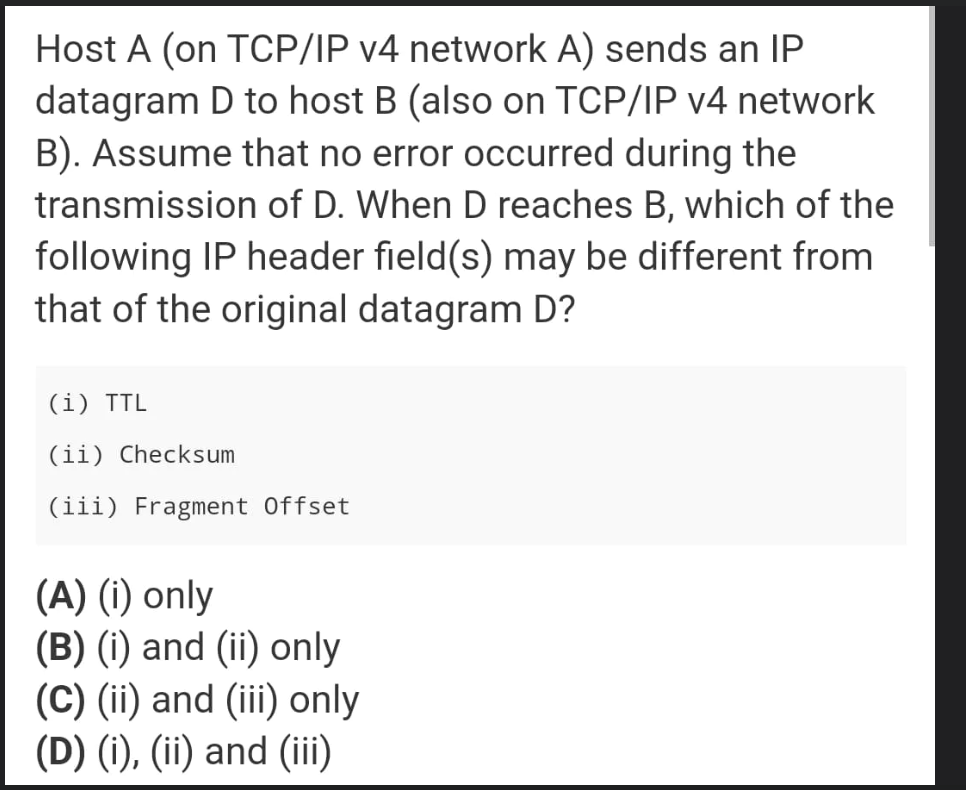 Host A (on TCP/IP v4 network A) sends an IP
datagram D to host B (also on TCP/IP v4 network
B). Assume that no error occurred during the
transmission of D. When D reaches B, which of the
following IP header field(s) may be different from
that of the original datagram D?
(i) TTL
(ii) Checksum
(iii) Fragment Offset
(A) (i) only
(B) (i) and (ii) only
(C) (ii) and (iii) only
(D) (i), (ii) and (iii)